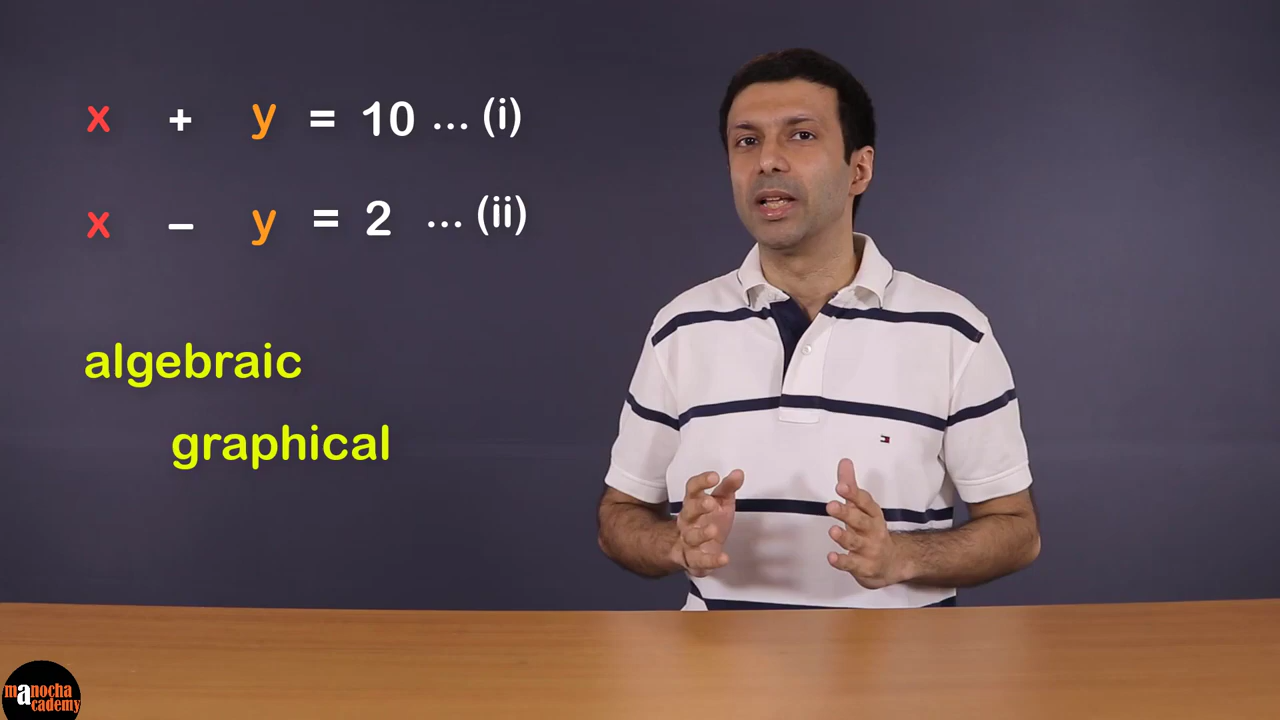 x + y = 10 ... (i)
x – y = 2 ... (ii)
algebraic
graphical
manocha
academy